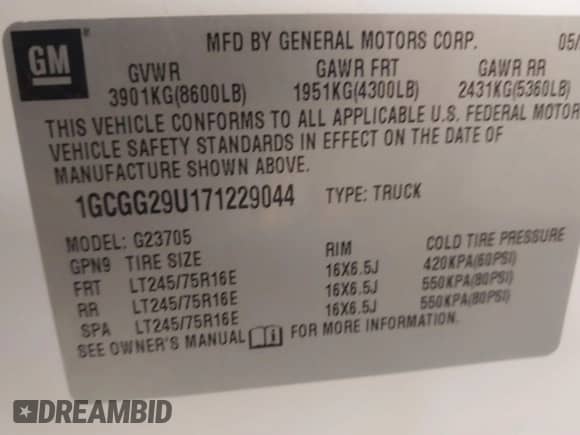 GM
®
MFD BY GENERAL MOTORS CORP. 05/
GVWR GAWR FRT GAWR RR
3901KG(8600LB) 1951KG(4300LB) 2431KG(5360LB)
THIS VEHICLE CONFORMS TO ALL APPLICABLE U.S. FEDERAL MOTOR
VEHICLE SAFETY STANDARDS IN EFFECT ON THE DATE OF
MANUFACTURE SHOWN ABOVE.
1GCGG29U171229044 TYPE: TRUCK
MODEL: G23705
GPN9 TIRE SIZE RIM COLD TIRE PRESSURE
FRT LT245/75R16E 16X6.5J 420KPA(60PSI)
RR LT245/75R16E 16X6.5J 550KPA(80PSI)
SPA LT245/75R16E 16X6.5J 550KPA(80PSI)
SEE OWNER'S MANUAL FOR MORE INFORMATION.
DREAMBID